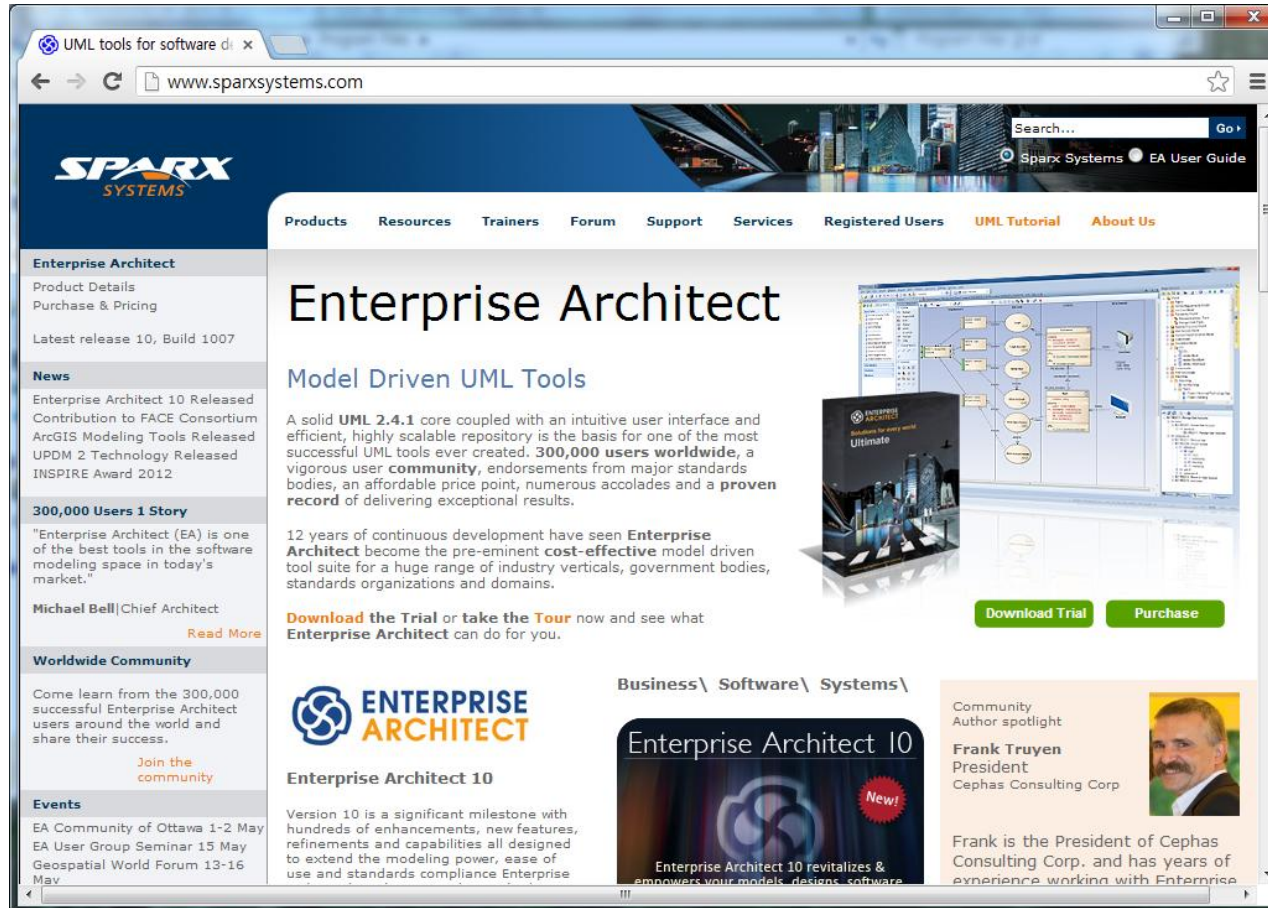 UML tools for software de
www.sparxsystems.com
Search...
Go
Sparx Systems
EA User Guide
SPARX
SYSTEMS
Products Resources Trainers Forum Support Services Registered Users UML Tutorial About Us
Enterprise Architect
Product Details
Purchase & Pricing
Latest release 10, Build 1007
News
Enterprise Architect 10 Released
Contribution to FACE Consortium
ArcGIS Modeling Tools Released
UPDM 2 Technology Released
INSPIRE Award 2012
300,000 Users 1 Story
"Enterprise Architect (EA) is one
of the best tools in the software
modeling space in today's
market."
Michael Bell|Chief Architect
Read More
Worldwide Community
Come learn from the 300,000
successful Enterprise Architect
users around the world and
share their success.
Join the
community
Events
EA Community of Ottawa 1-2 May
EA User Group Seminar 15 May
Geospatial World Forum 13-16
May
Enterprise Architect
Model Driven UML Tools
A solid UML 2.4.1 core coupled with an intuitive user interface and
efficient, highly scalable repository is the basis for one of the most
successful UML tools ever created. 300,000 users worldwide, a
vigorous user community, endorsements from major standards
bodies, an affordable price point, numerous accolades and a proven
record of delivering exceptional results.
12 years of continuous development have seen Enterprise
Architect become the pre-eminent cost-effective model driven
tool suite for a huge range of industry verticals, government bodies,
standards organizations and domains.
Download the Trial or take the Tour now and see what
Enterprise Architect can do for you.
ENTERPRISE
ARCHITECT
Solutions for every world
Ultimate
Download Trial
Purchase
ENTERPRISE
ARCHITECT
Enterprise Architect 10
Version 10 is a significant milestone with
hundreds of enhancements, new features,
refinements and capabilities all designed
to extend the modeling power, ease of
use and standards compliance Enterprise
Business\ Software\ Systems\
Enterprise Architect 10
New!
Enterprise Architect 10 revitalizes &
empowers your models, designs, software
Community
Author spotlight
Frank Truyen
President
Cephas Consulting Corp
Frank is the President of Cephas
Consulting Corp. and has years of
experience working with Enterprise